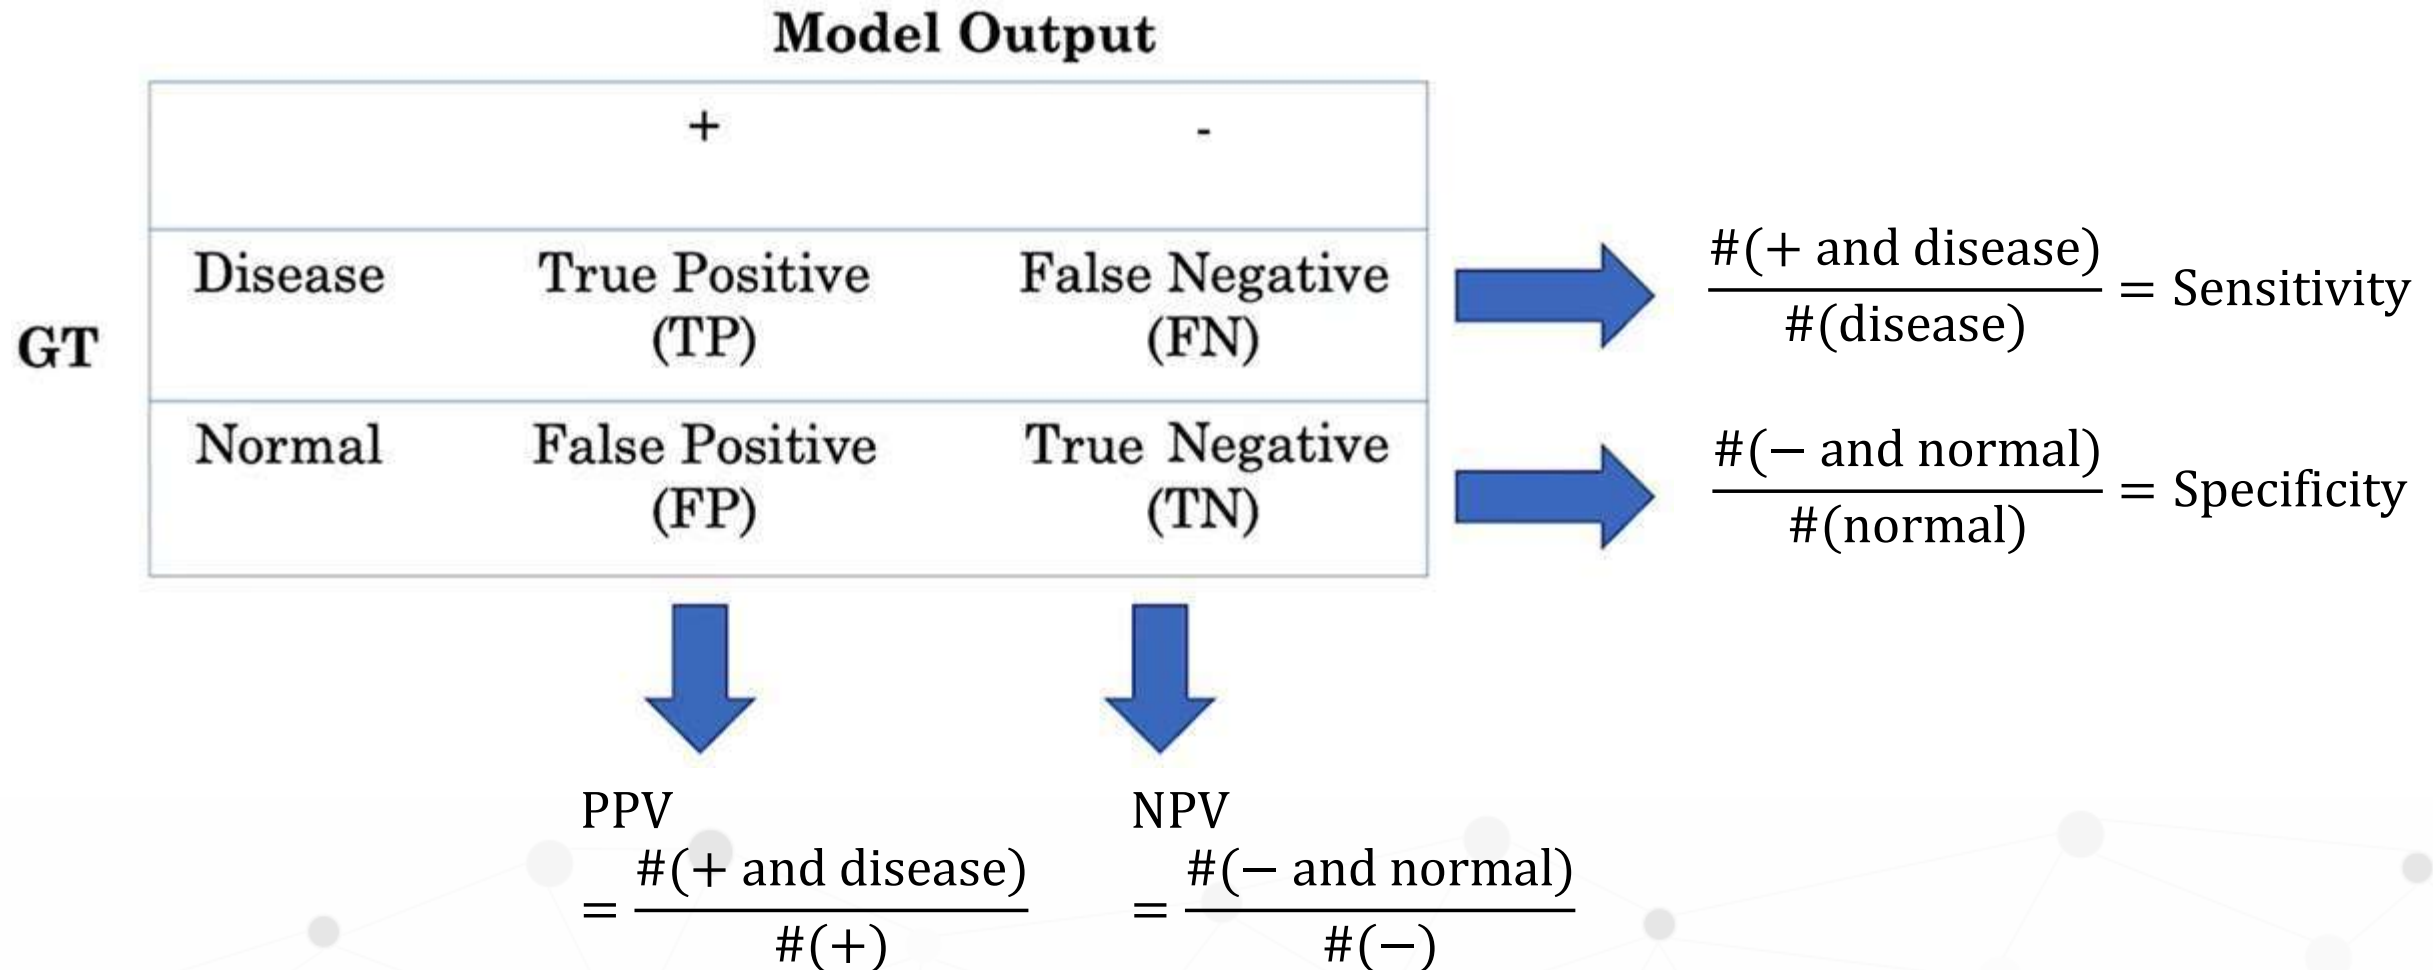 Model Output
+ -
Disease True Positive False Negative
(TP) (FN)
GT
Normal False Positive True Negative
(FP) (TN)
#(+ and disease)
#(disease)
= Sensitivity
#(− and normal)
#(normal)
= Specificity
PPV
= #(+ and disease)
#(+)
NPV
= #(− and normal)
#(−)